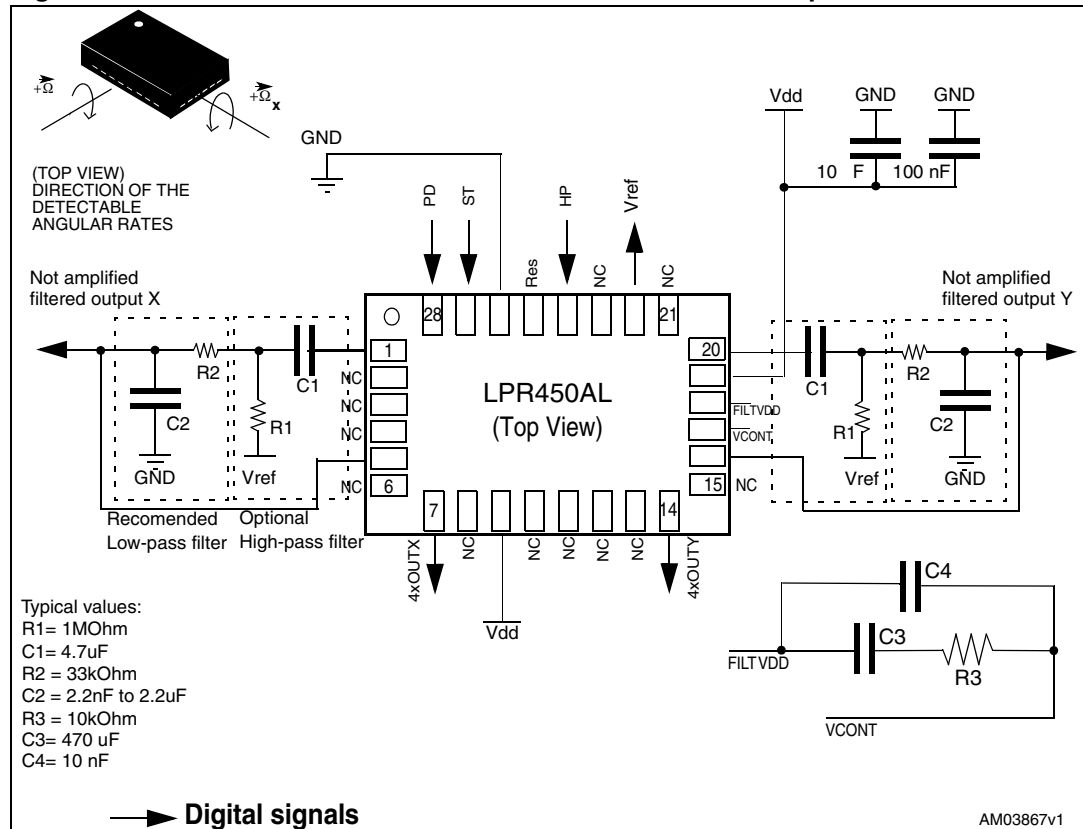 +Ω
+Ωx
(TOP VIEW)
DIRECTION OF THE
DETECTABLE
ANGULAR RATES
GND
PD
ST
Res
HP
NC
Vref
NC
Vdd
GND
GND
10 F
100 nF
Not amplified
filtered output X
Not amplified
filtered output Y
28
21
1
20
R2
C1
NC
C2
R1
NC
NC
GND
Vref
NC
6
LPR450AL
(Top View)
FILTVDD
VCONT
15
NC
C1
R2
R1
C2
Vref
GND
7
14
Recomended
Low-pass filter
Optional
High-pass filter
4xOUTX
NC
NC
NC
NC
NC
4xOUTY
Vdd
C4
C3
R3
FILTVDD
VCONT
Typical values:
R1= 1MOhm
C1= 4.7uF
R2 = 33kOhm
C2 = 2.2nF to 2.2uF
R3 = 10kOhm
C3= 470 uF
C4= 10 nF
Digital signals
AM03867v1